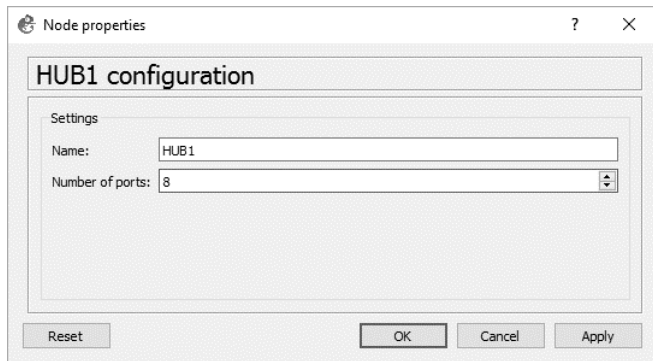 Node properties
HUB1 configuration
Settings
Name: HUB1
Number of ports: 8
Reset OK Cancel Apply